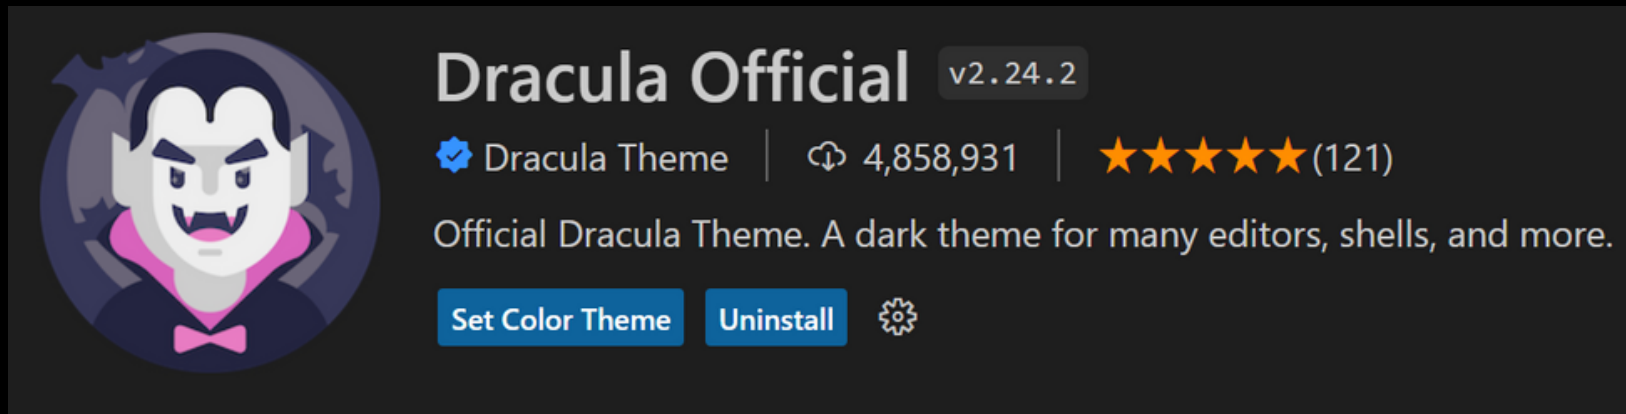 Dracula Official v2.24.2
Dracula Theme 4,858,931 (121)
Official Dracula Theme. A dark theme for many editors, shells, and more.
Set Color Theme Uninstall